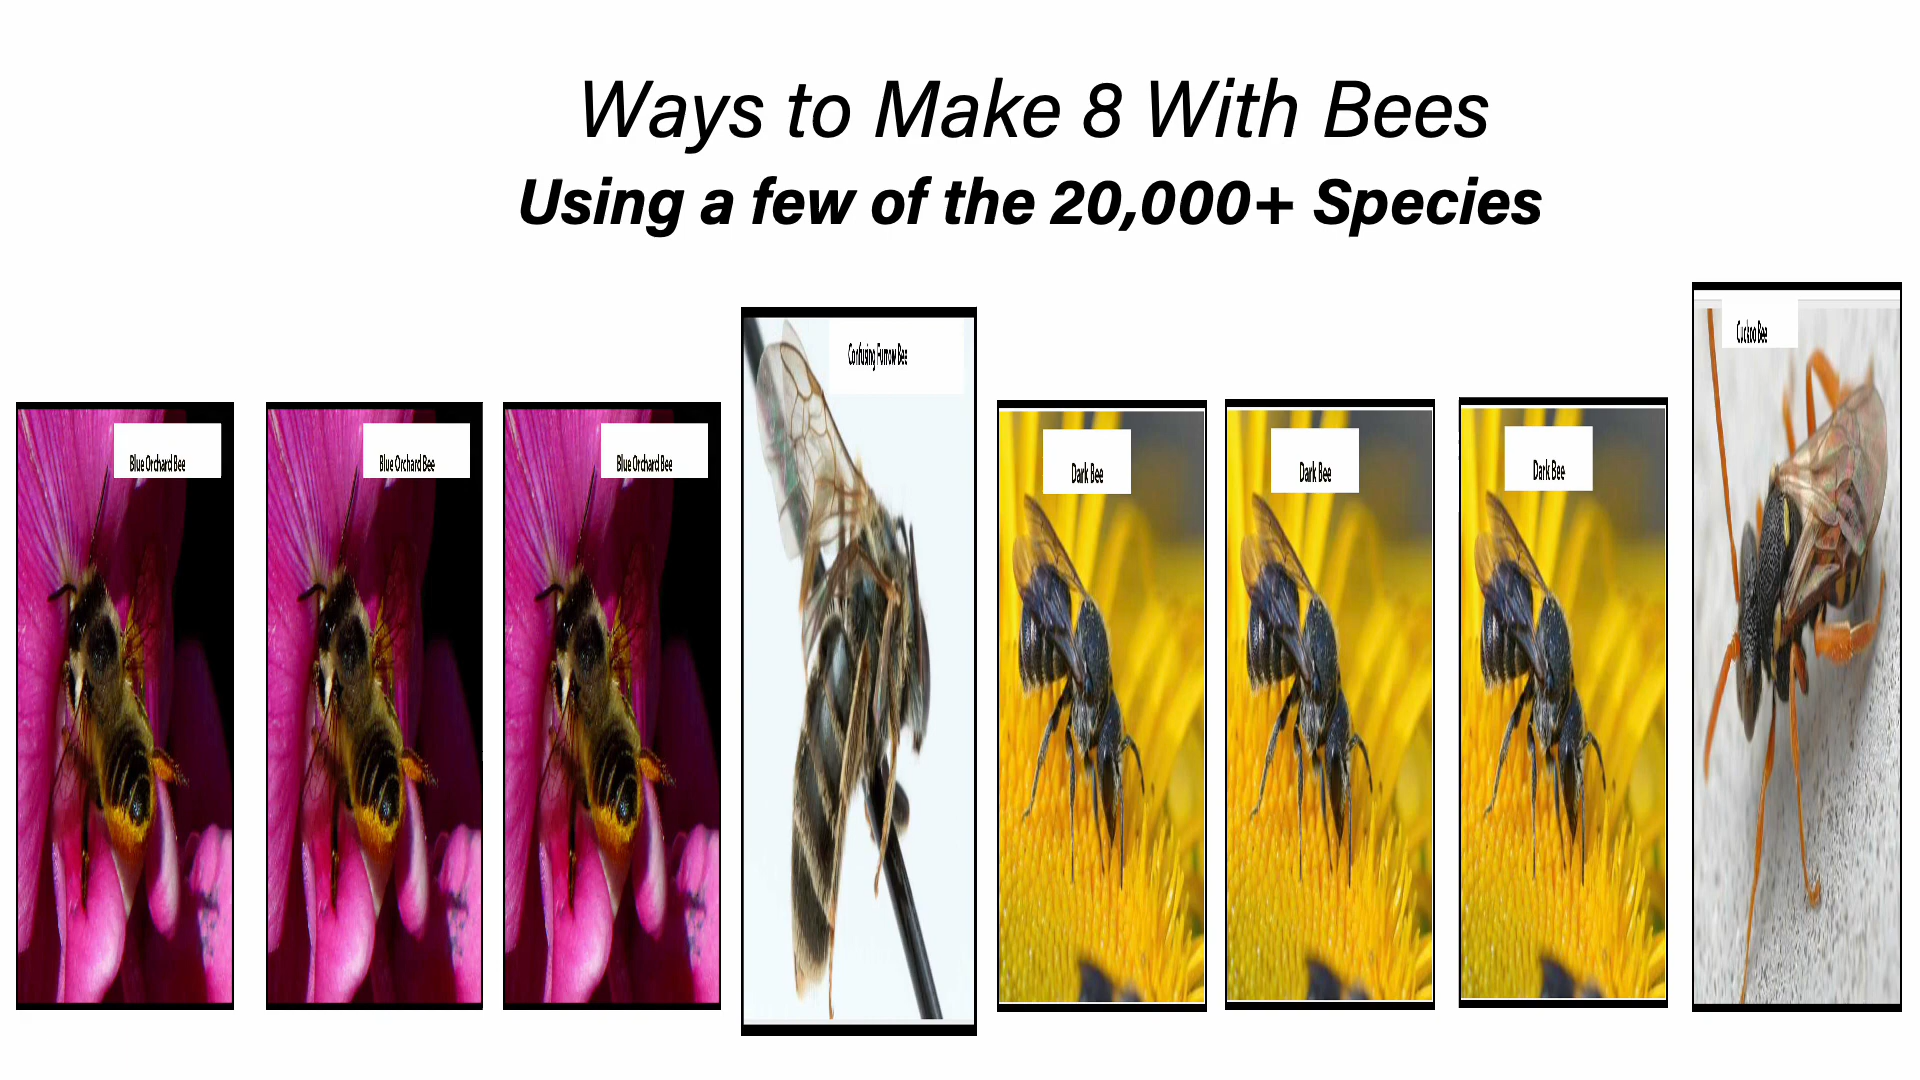 Ways to Make 8 With Bees
Using a few of the 20,000+ Species
Blue Orchard Bee
Blue Orchard Bee
Blue Orchard Bee
Confusing Furrow Bee
Dark Bee
Dark Bee
Dark Bee
Cuckoo Bee